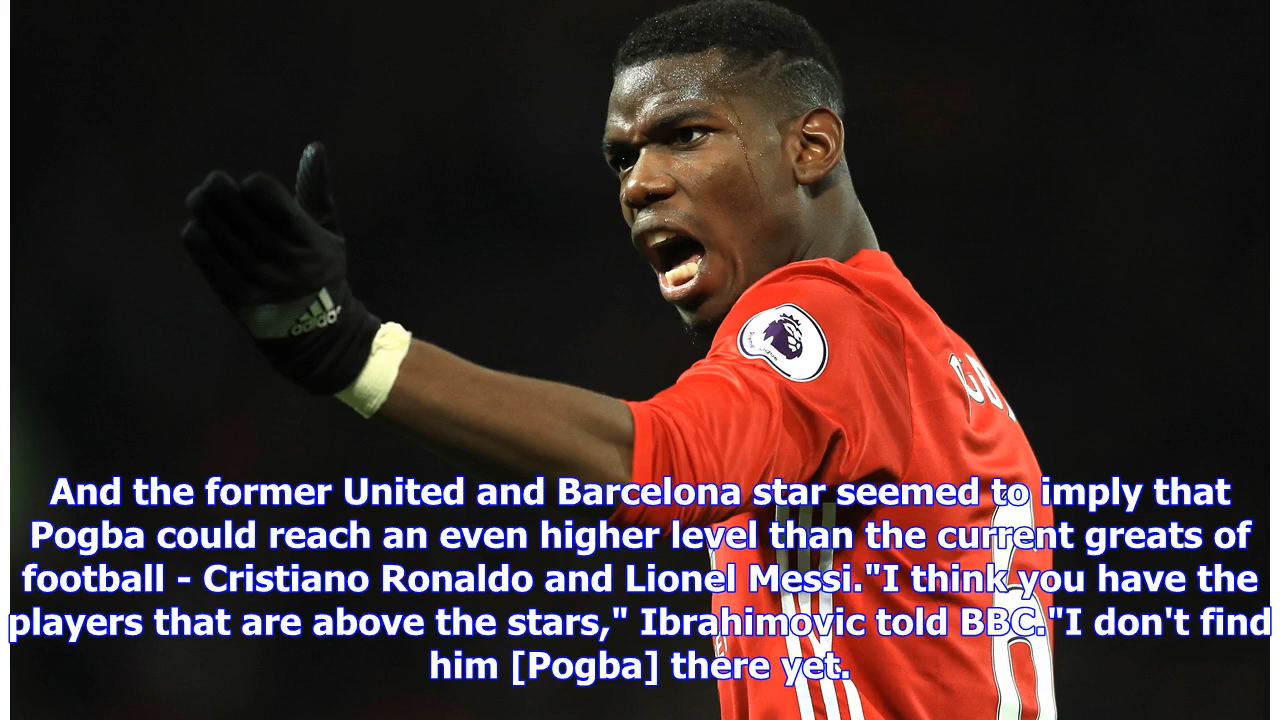 adidas
And the former United and Barcelona star seemed to imply that
Pogba could reach an even higher level than the current greats of
football - Cristiano Ronaldo and Lionel Messi."I think you have the
players that are above the stars," Ibrahimovic told BBC."I don't find
him [Pogba] there yet.